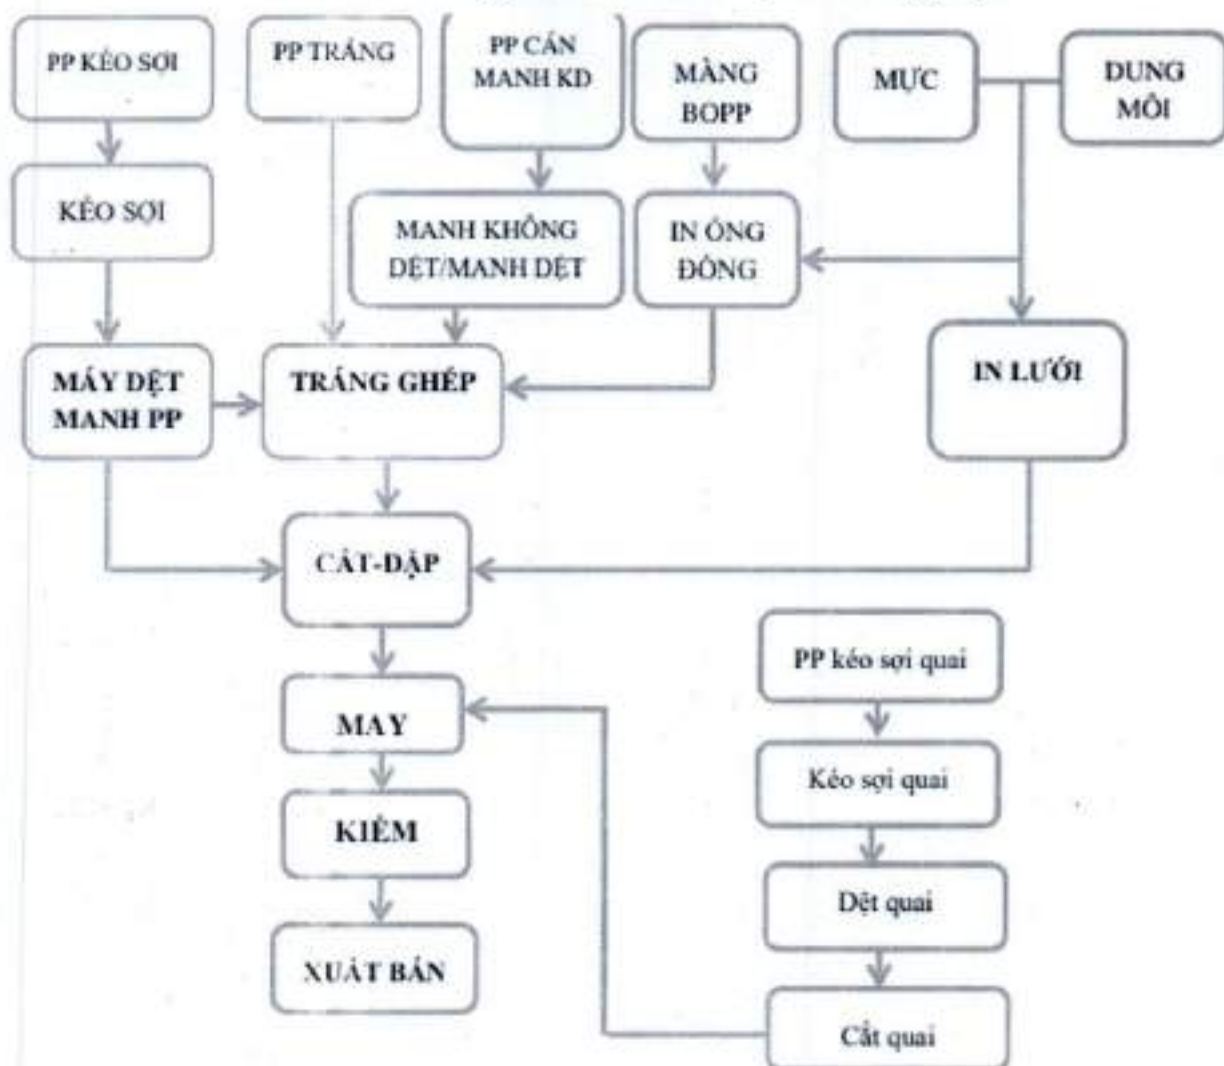 PP KÉO SỢI
PP TRÁNG
PP CÁN
MANH KD
MÀNG
BOPP
MỰC
DUNG
MÔI
KÉO SỢI
MANH KHÔNG
DỆT/MANH DỆT
IN ỐNG
ĐỒNG
MÁY DỆT
MANH PP
TRÁNG GHÉP
IN LƯỚI
CẮT-DẬP
PP kéo sợi quai
MAY
Kéo sợi quai
KIỂM
Dệt quai
XUẤT BÁN
Cắt quai